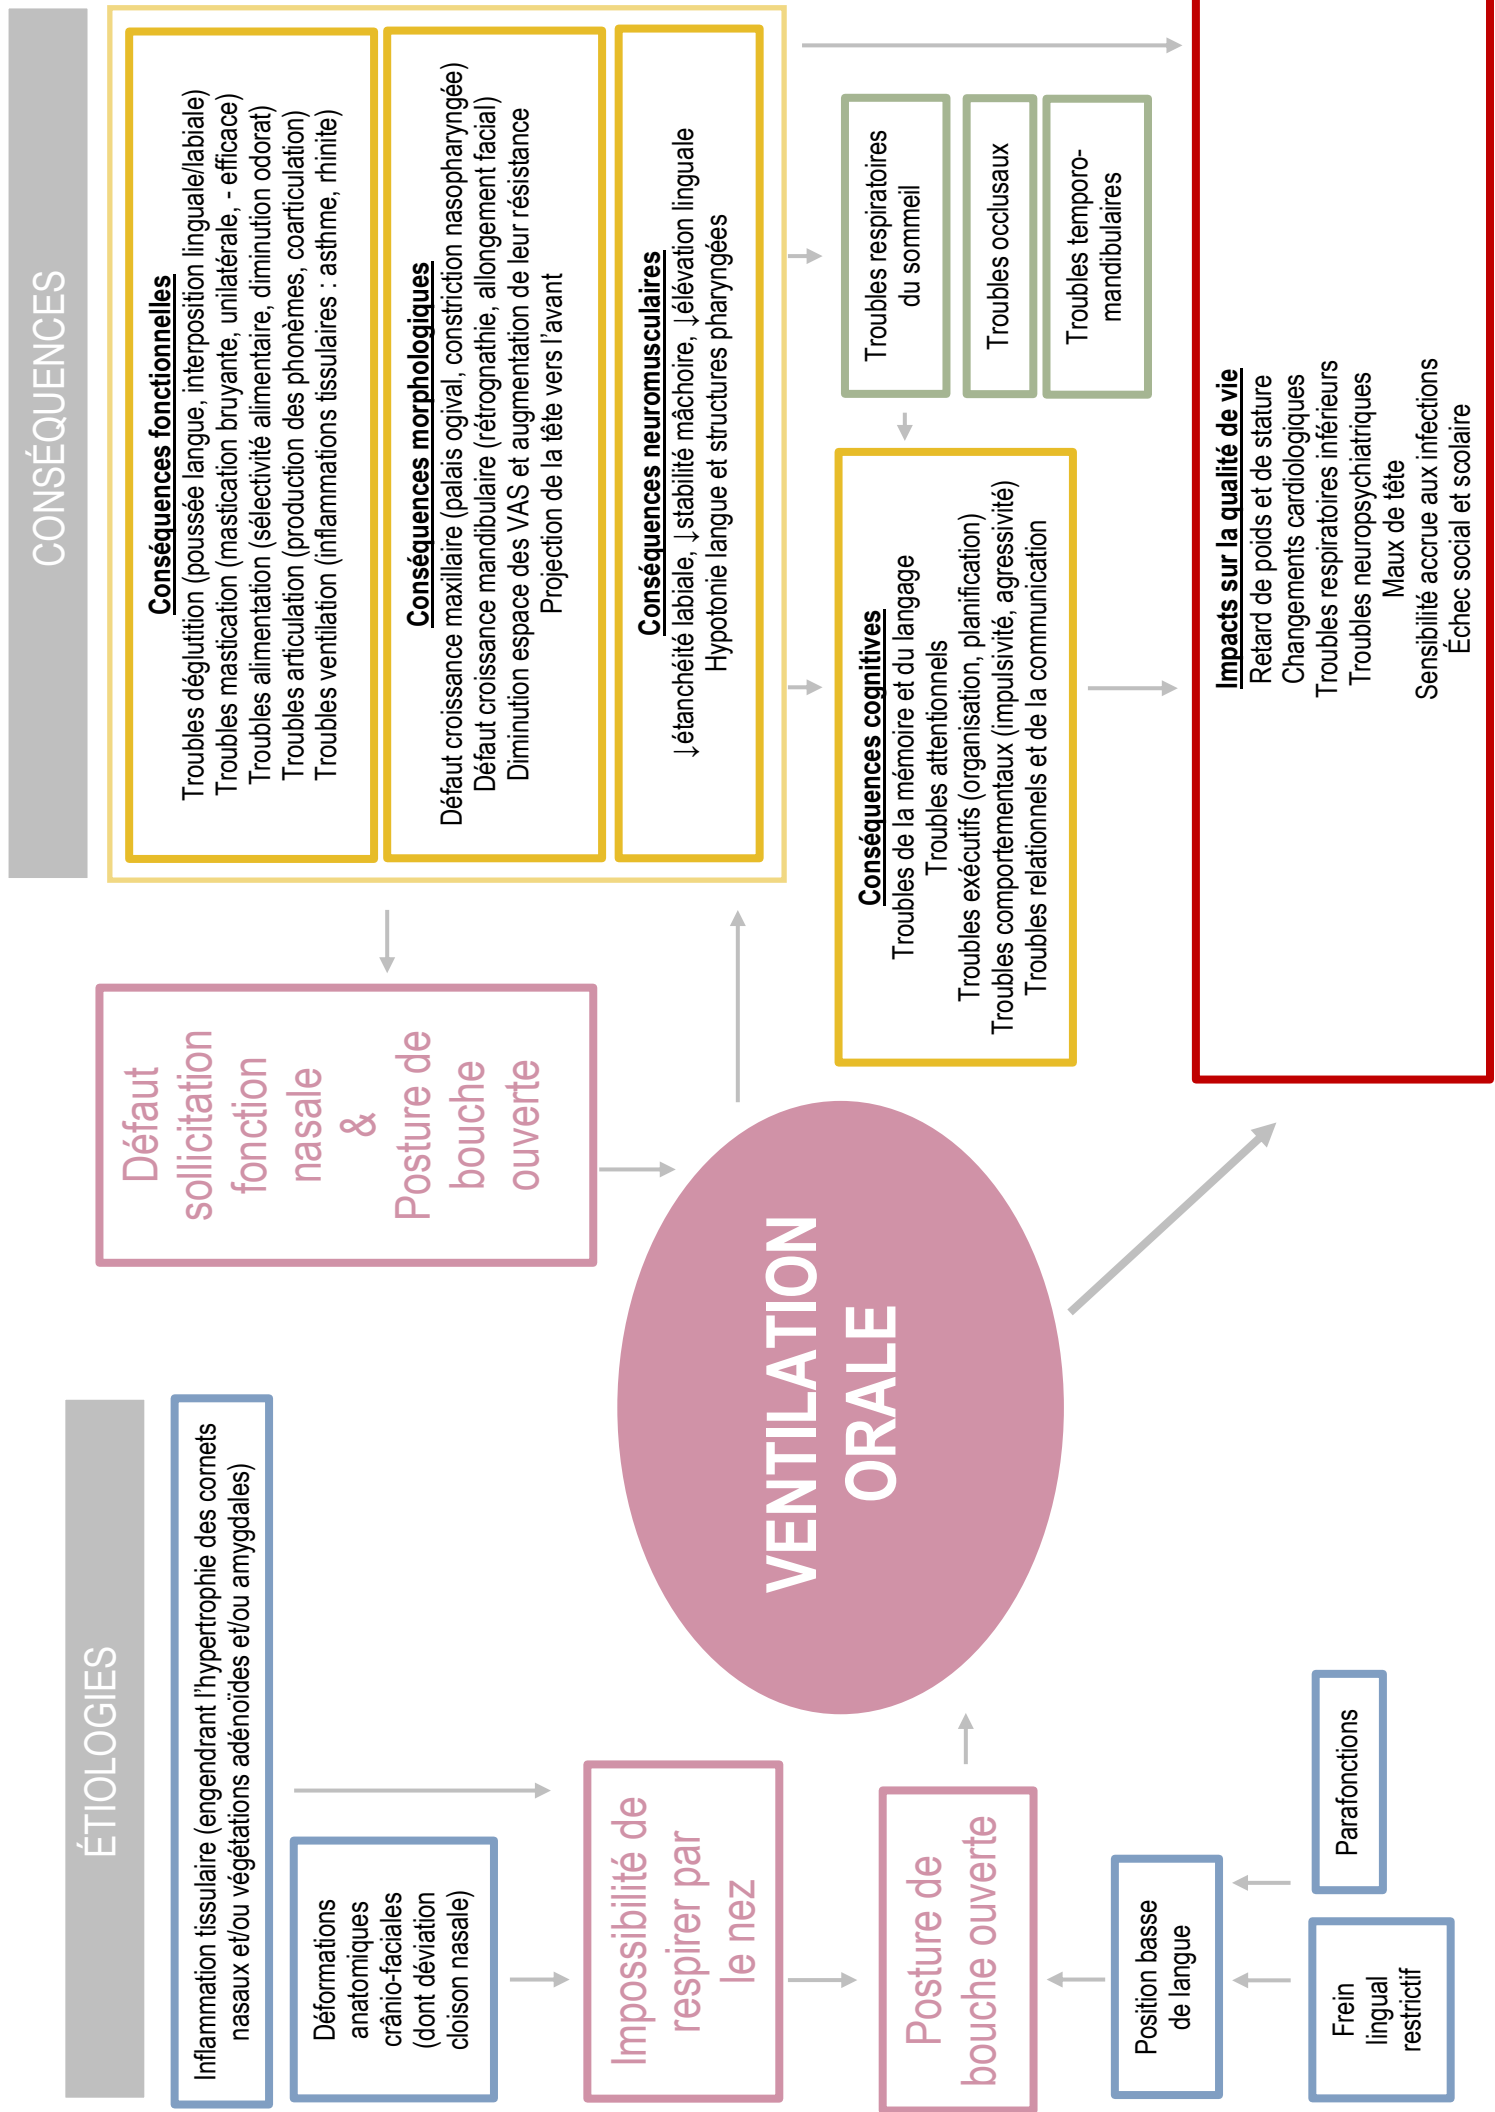 ÉTIOLOGIES
Inflammation tissulaire (engendrant l'hypertrophie des cornets
nasaux et/ou végétations adénoïdes et/ou amygdales)
Déformations
anatomiques
crânio-faciales
(dont déviation
cloison nasale)
Impossibilité de
respirer par
le nez
Posture de
bouche ouverte
Position basse
de langue
Frein
lingual
restrictif
Parafonctions
VENTILATION
ORALE
Défaut
sollicitation
fonction
nasale
&
Posture de
bouche
ouverte
CONSÉQUENCES
Conséquences fonctionnelles
Troubles déglutition (poussée langue, interposition linguale/labiale)
Troubles mastication (mastication bruyante, unilatérale, - efficace)
Troubles alimentation (sélectivité alimentaire, diminution odorat)
Troubles articulation (production des phonèmes, coarticulation)
Troubles ventilation (inflammations tissulaires : asthme, rhinite)
Conséquences morphologiques
Défaut croissance maxillaire (palais ogival, constriction nasopharyngée)
Défaut croissance mandibulaire (rétrognathie, allongement facial)
Diminution espace des VAS et augmentation de leur résistance
Projection de la tête vers l'avant
Conséquences neuromusculaires
↓étanchéité labiale, ↓stabilité mâchoire, ↓élévation linguale
Hypotonie langue et structures pharyngées
Conséquences cognitives
Troubles de la mémoire et du langage
Troubles attentionnels
Troubles exécutifs (organisation, planification)
Troubles comportementaux (impulsivité, agressivité)
Troubles relationnels et de la communication
Troubles respiratoires
du sommeil
Troubles occlusaux
Troubles temporo-
mandibulaires
Impacts sur la qualité de vie
Retard de poids et de stature
Changements cardiologiques
Troubles respiratoires inférieurs
Troubles neuropsychiatriques
Maux de tête
Sensibilité accrue aux infections
Échec social et scolaire